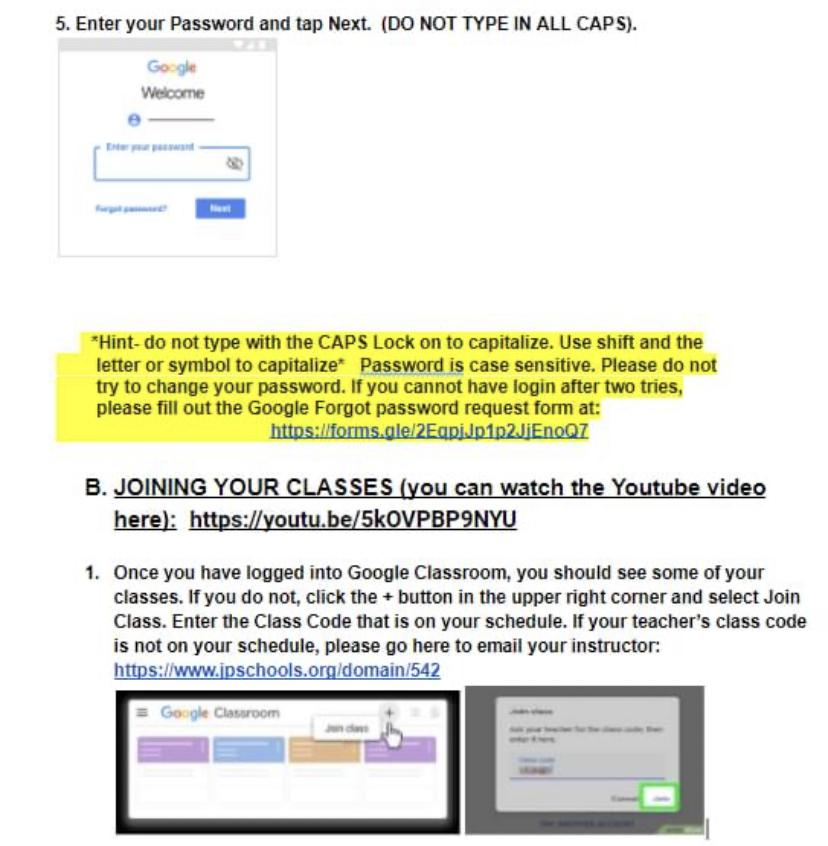 5. Enter your Password and tap Next. (DO NOT TYPE IN ALL CAPS).
Google
Welcome
Enter your password
Forgot password?
Next
*Hint- do not type with the CAPS Lock on to capitalize. Use shift and the
letter or symbol to capitalize* Password is case sensitive. Please do not
try to change your password. If you cannot have login after two tries,
please fill out the Google Forgot password request form at:
https://forms.gle/2EqpjJp1p2JjEnoQ7
B. JOINING YOUR CLASSES (you can watch the Youtube video
here): https://youtu.be/5kOVPBP9NYU
1. Once you have logged into Google Classroom, you should see some of your
classes. If you do not, click the + button in the upper right corner and select Join
Class. Enter the Class Code that is on your schedule. If your teacher's class code
is not on your schedule, please go here to email your instructor:
https://www.jpschools.org/domain/542
Google Classroom
+
Join class
Join class
Ask your teacher for the class code, then
enter it here.
Class code
Cancel
Join